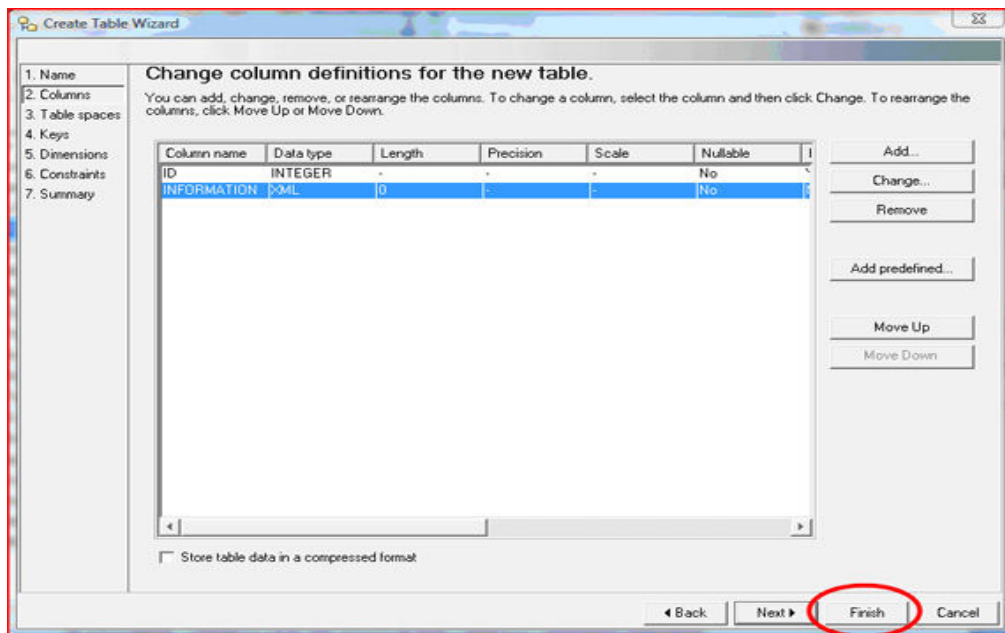 Create Table Wizard
1. Name
2. Columns
3. Table spaces
4. Keys
5. Dimensions
6. Constraints
7. Summary
Change column definitions for the new table.
You can add, change, remove, or rearrange the columns. To change a column, select the column and then click Change. To rearrange the
columns, click Move Up or Move Down.
Column name Data type Length Precision Scale Nullable
ID INTEGER - - - No
INFORMATION XML 0 - - No
Add...
Change...
Remove
Add predefined...
Move Up
Move Down
Store table data in a compressed format
Back Next Finish Cancel